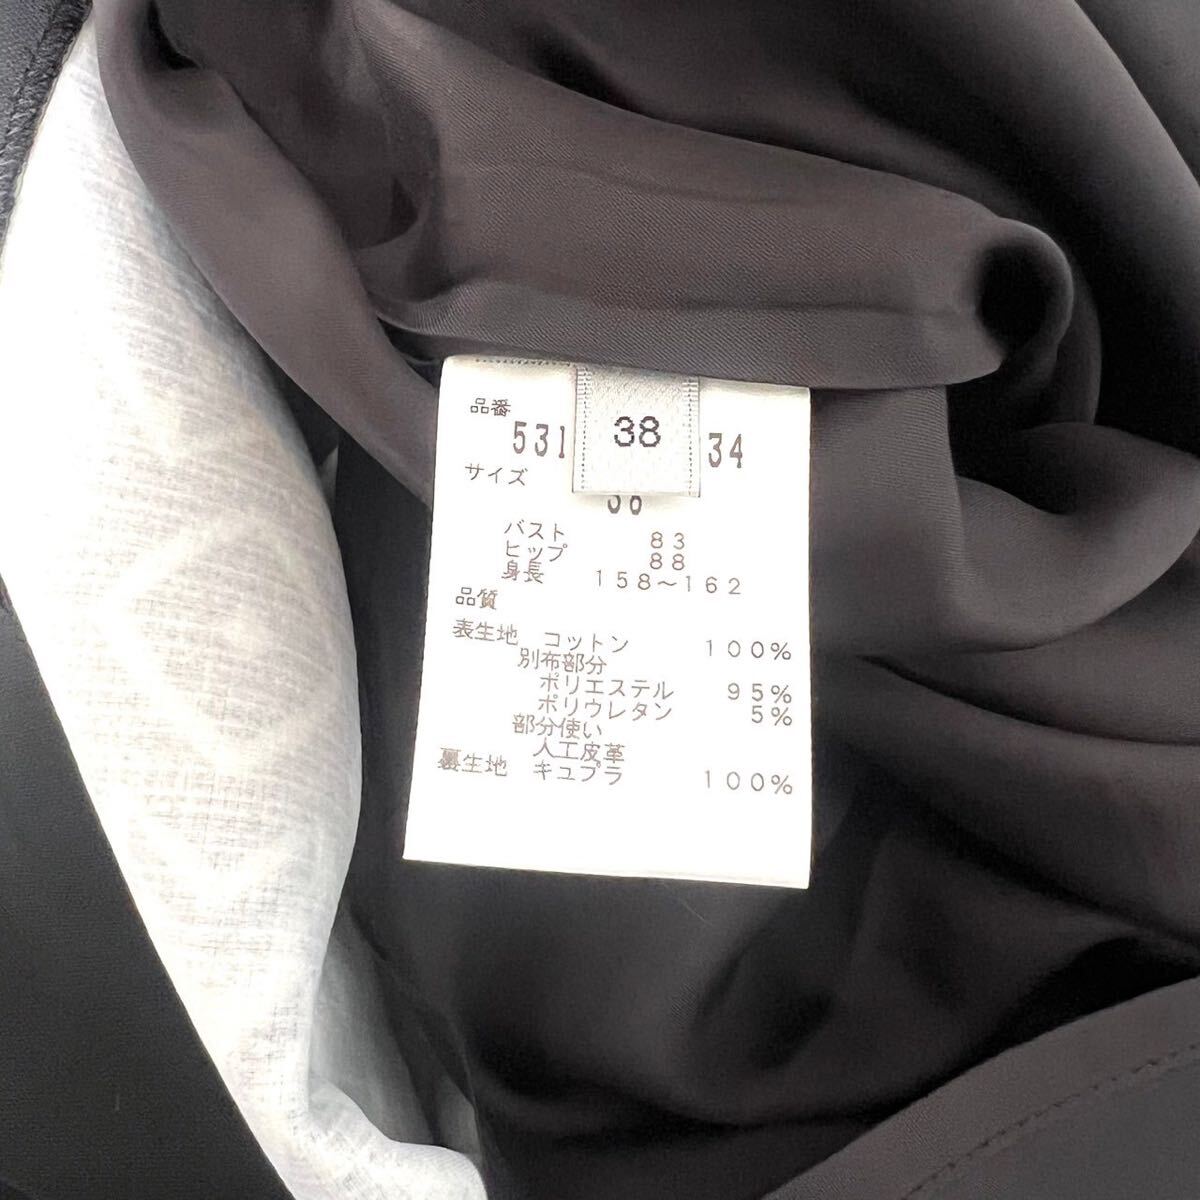 品番
531 34
38
サイズ
38
バスト 83
ヒップ 88
身長 158～162
品質
表生地 コットン 100%
別布部分
ポリエステル 95%
ポリウレタン 5%
部分使い
人工皮革
裏生地 キュプラ 100%